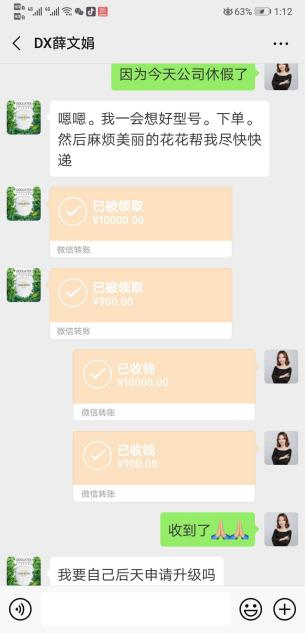 63% 1:12
DX薛文娟
因为今天公司休假了
嗯嗯。我一会想好型号。下单。
然后麻烦美丽的花花帮我尽快快
递
已被领取
¥10000.00
微信转账
已被领取
¥900.00
微信转账
已收钱
¥10000.00
微信转账
已收钱
¥900.00
微信转账
收到了🙏🙏
我要自己后天申请升级吗